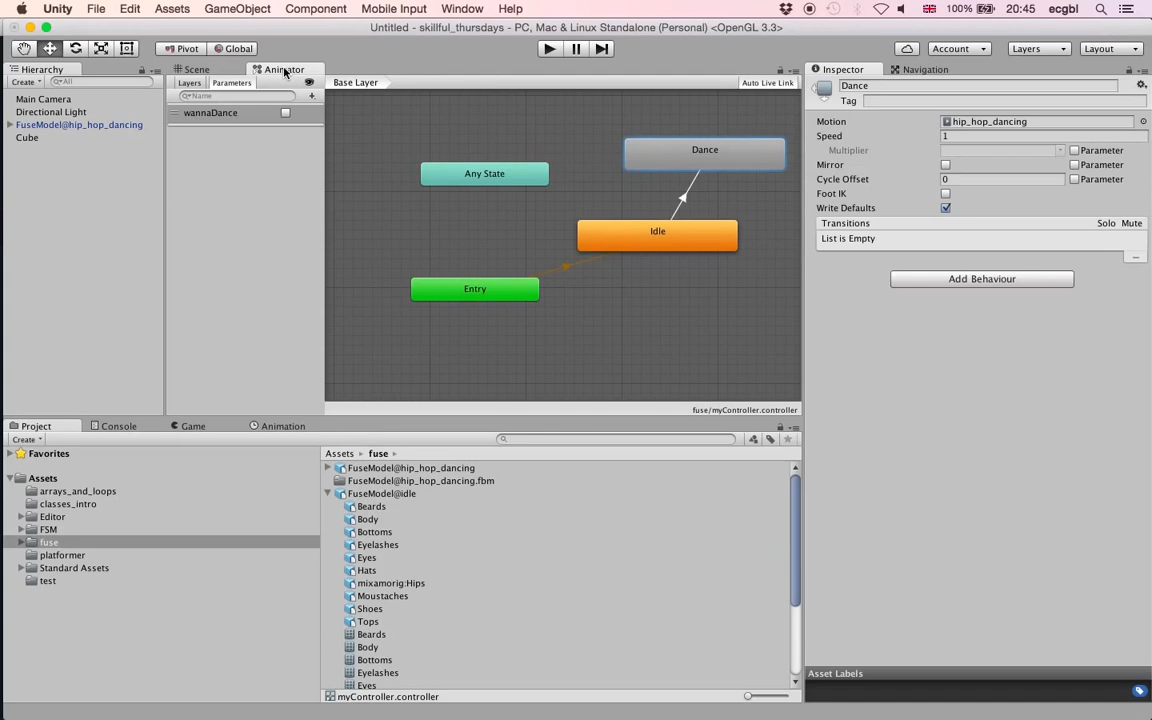 Unity File Edit Assets GameObject Component Mobile Input Window Help 100% 20:45 ecgbl
Untitled - skillful_thursdays - PC, Mac & Linux Standalone (Personal) <OpenGL 3.3>
Pivot Global Account Layers Layout
Hierarchy Scene Animator Inspector Navigation
Create All Layers Parameters Base Layer Auto Live Link Dance
Name Tag
Main Camera
Directional Light
FuseModel@hip_hop_dancing
Cube
wannaDance
Any State
Dance
Idle
Entry
fuse/myController.controller
Motion hip_hop_dancing
Speed 1
Multiplier Parameter
Mirror Parameter
Cycle Offset 0 Parameter
Foot IK
Write Defaults
Transitions Solo Mute
List is Empty
Add Behaviour
Project Console Game Animation
Create
Favorites
Assets
arrays_and_loops
classes_intro
Editor
FSM
fuse
platformer
Standard Assets
test
Assets fuse
FuseModel@hip_hop_dancing
FuseModel@hip_hop_dancing.fbm
FuseModel@idle
Beards
Body
Bottoms
Eyelashes
Eyes
Hats
mixamorig:Hips
Moustaches
Shoes
Tops
Beards
Body
Bottoms
Eyelashes
Eyes
myController.controller
Asset Labels